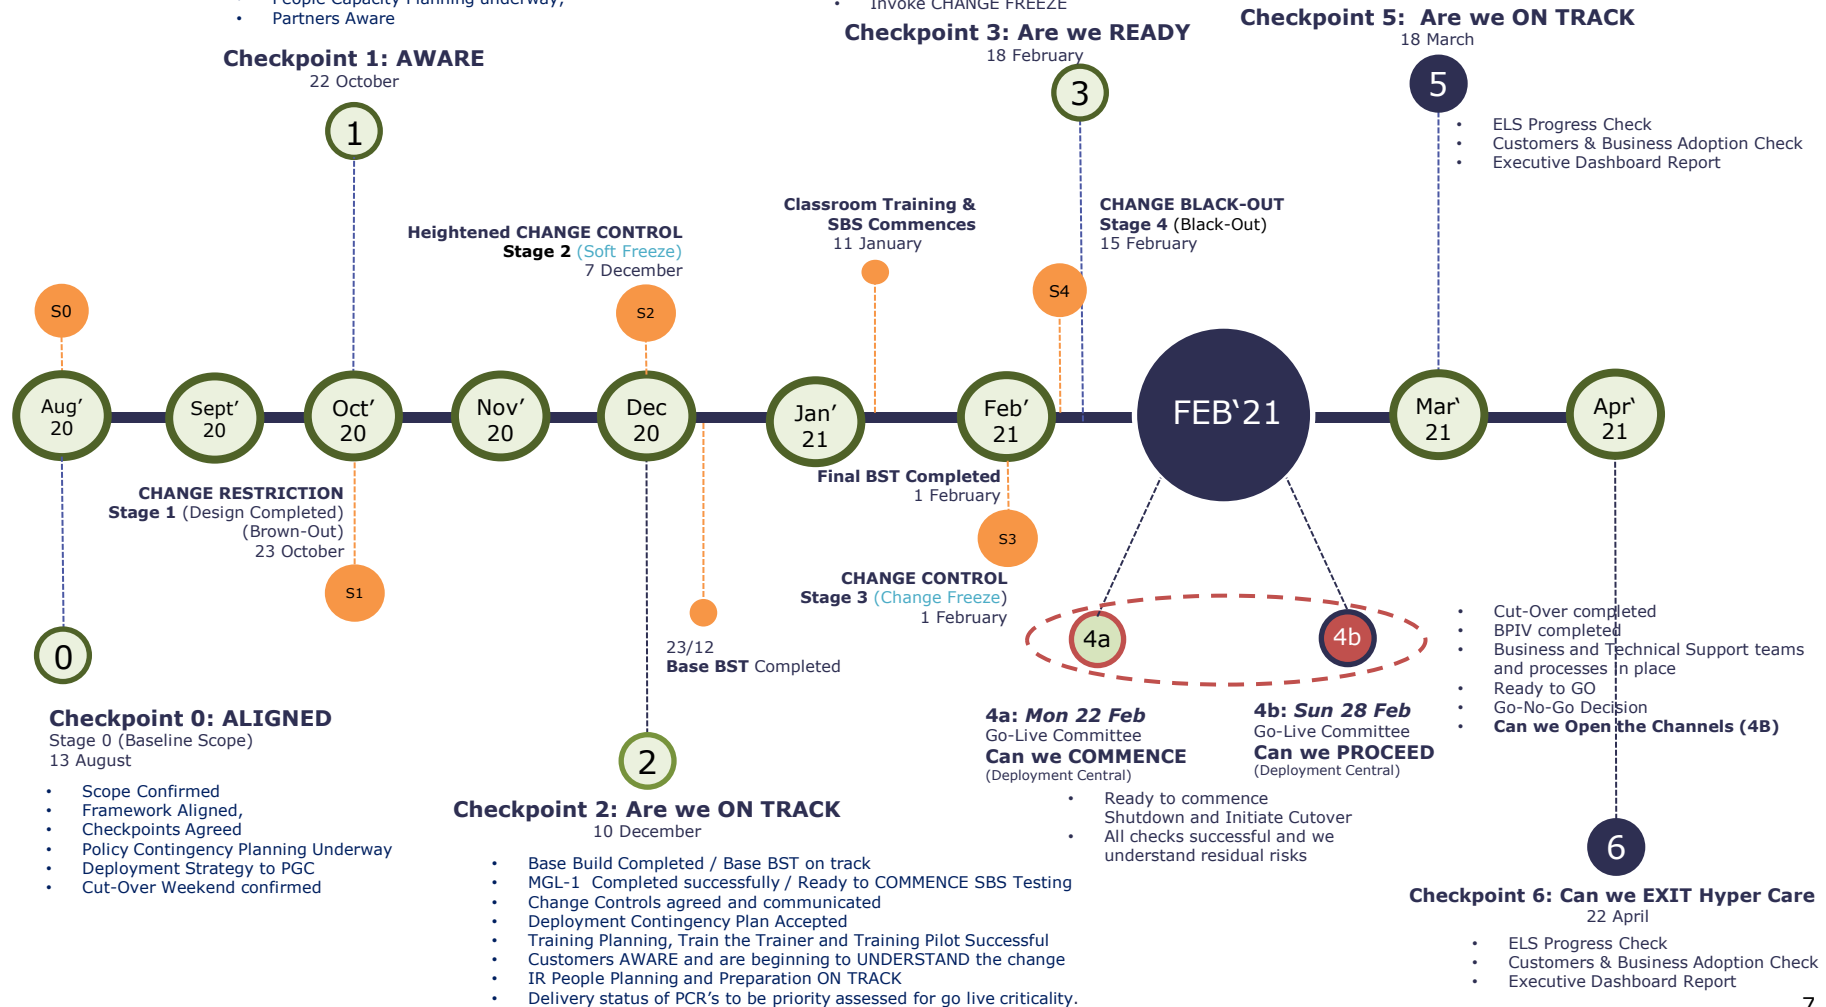 People Capacity Planning underway,
• Partners Aware
Checkpoint 1: AWARE
22 October
1
• Invoke CHANGE FREEZE
Checkpoint 3: Are we READY
18 February
3
Checkpoint 5: Are we ON TRACK
18 March
5
• ELS Progress Check
• Customers & Business Adoption Check
• Executive Dashboard Report
Heightened CHANGE CONTROL
Stage 2 (Soft Freeze)
7 December
Classroom Training &
SBS Commences
11 January
CHANGE BLACK-OUT
Stage 4 (Black-Out)
15 February
S0
S2
S4
Aug’
20
Sept’
20
Oct’
20
Nov’
20
Dec
20
Jan’
21
Feb’
21
FEB‘21
Mar‘
21
Apr‘
21
CHANGE RESTRICTION
Stage 1 (Design Completed)
(Brown-Out)
23 October
S1
Final BST Completed
1 February
S3
CHANGE CONTROL
Stage 3 (Change Freeze)
1 February
23/12
Base BST Completed
0
Checkpoint 0: ALIGNED
Stage 0 (Baseline Scope)
13 August
• Scope Confirmed
• Framework Aligned,
• Checkpoints Agreed
• Policy Contingency Planning Underway
• Deployment Strategy to PGC
• Cut-Over Weekend confirmed
2
Checkpoint 2: Are we ON TRACK
10 December
• Base Build Completed / Base BST on track
• MGL-1 Completed successfully / Ready to COMMENCE SBS Testing
• Change Controls agreed and communicated
• Deployment Contingency Plan Accepted
• Training Planning, Train the Trainer and Training Pilot Successful
• Customers AWARE and are beginning to UNDERSTAND the change
• IR People Planning and Preparation ON TRACK
• Delivery status of PCR’s to be priority assessed for go live criticality.
4a
4b
4a: Mon 22 Feb
Go-Live Committee
Can we COMMENCE
(Deployment Central)
• Ready to commence
Shutdown and Initiate Cutover
• All checks successful and we
understand residual risks
4b: Sun 28 Feb
Go-Live Committee
Can we PROCEED
(Deployment Central)
• Cut-Over completed
• BPIV completed
• Business and Technical Support teams
and processes in place
• Ready to GO
• Go-No-Go Decision
• Can we Open the Channels (4B)
6
Checkpoint 6: Can we EXIT Hyper Care
22 April
• ELS Progress Check
• Customers & Business Adoption Check
• Executive Dashboard Report
7